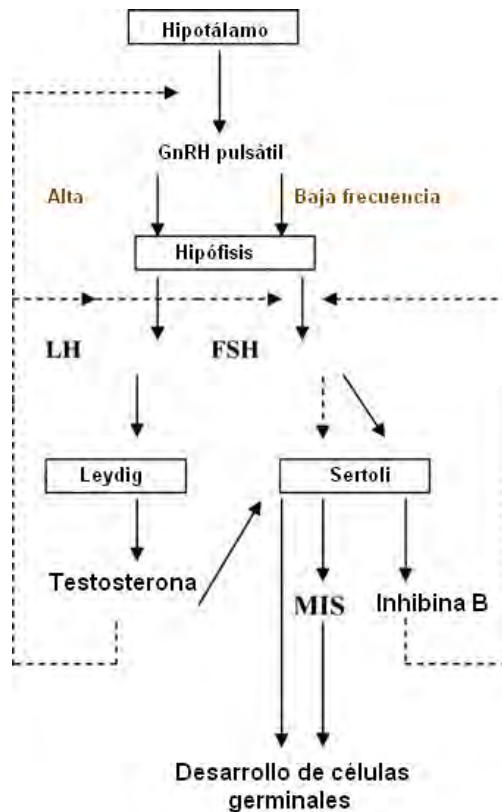 Hipotálamo
GnRH pulsátil
Alta
Baja frecuencia
Hipófisis
LH
FSH
Leydig
Sertoli
Testosterona
MIS
Inhibina B
Desarrollo de células
germinales